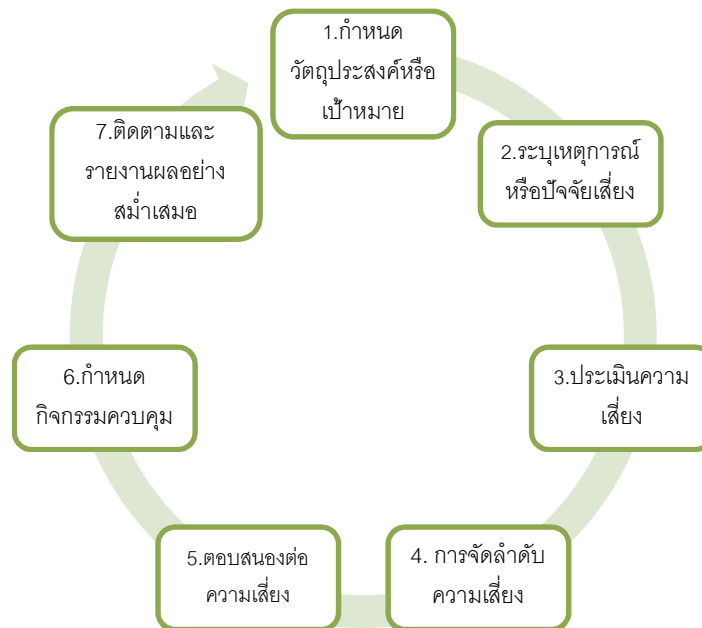 1.กำหนด
วัตถุประสงค์หรือ
เป้าหมาย
2.ระบุเหตุการณ์
หรือปัจจัยเสี่ยง
3.ประเมินความ
เสี่ยง
4. การจัดลำดับ
ความเสี่ยง
5.ตอบสนองต่อ
ความเสี่ยง
6.กำหนด
กิจกรรมควบคุม
7.ติดตามและ
รายงานผลอย่าง
สม่ำเสมอ